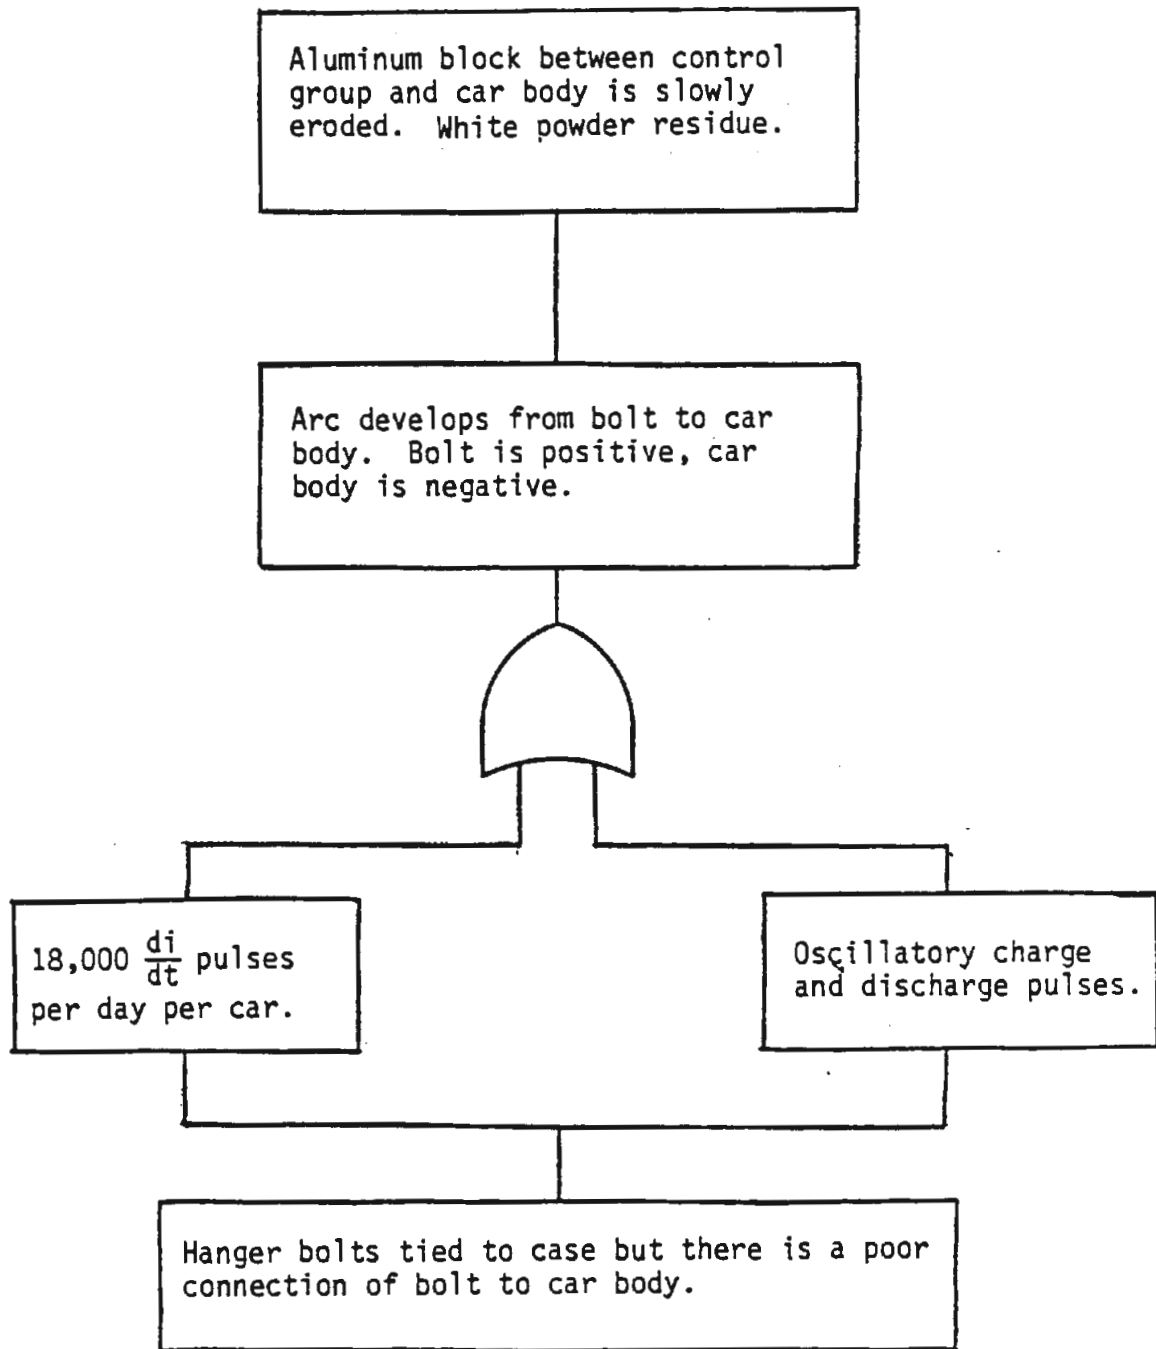 Aluminum block between control
group and car body is slowly
eroded. White powder residue.
Arc develops from bolt to car
body. Bolt is positive, car
body is negative.
18,000 di/dt pulses
per day per car.
Oscillatory charge
and discharge pulses.
Hanger bolts tied to case but there is a poor
connection of bolt to car body.